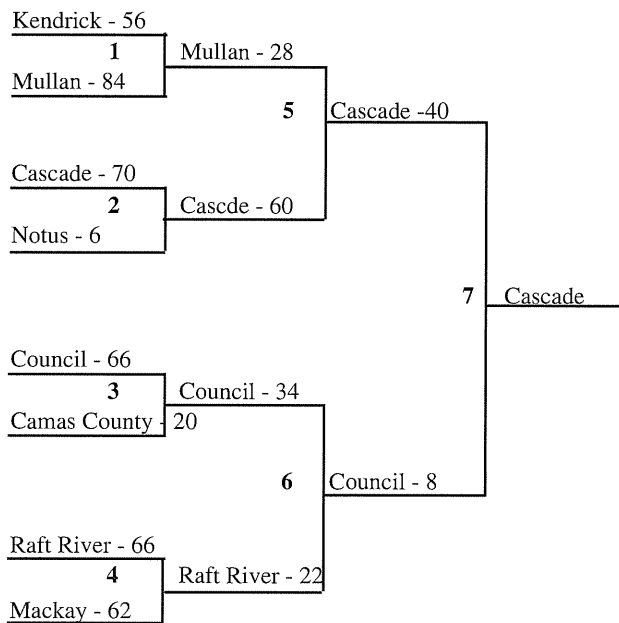 Kendrick - 56
1
Mullan - 28
Mullan - 84
5
Cascade -40
Cascade - 70
2
Cascde - 60
Notus - 6
7
Cascade
Council - 66
3
Council - 34
Camas County - 20
6
Council - 8
Raft River - 66
4
Raft River - 22
Mackay - 62